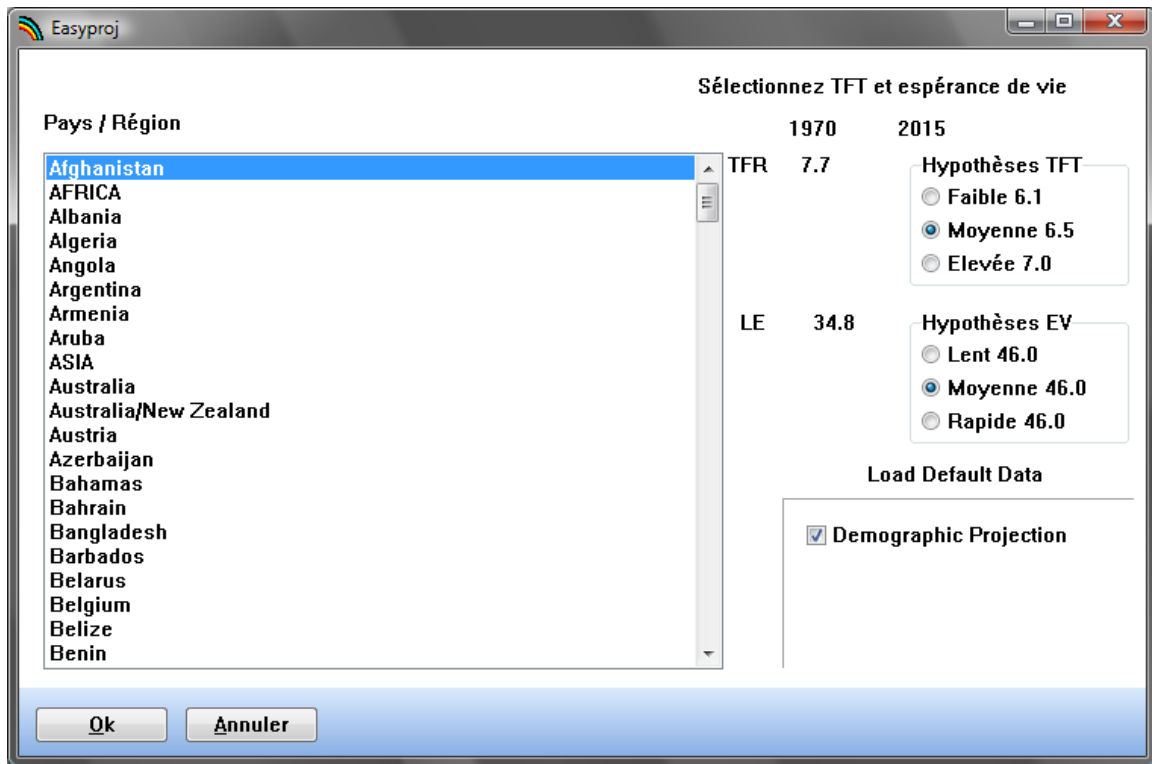 Easyproj
Sélectionnez TFT et espérance de vie
Pays / Région
1970 2015
Afghanistan
AFRICA
Albania
Algeria
Angola
Argentina
Armenia
Aruba
ASIA
Australia
Australia/New Zealand
Austria
Azerbaijan
Bahamas
Bahrain
Bangladesh
Barbados
Belarus
Belgium
Belize
Benin
TFR 7.7
Hypothèses TFT
Faible 6.1
Moyenne 6.5
Elevée 7.0
LE 34.8
Hypothèses EV
Lent 46.0
Moyenne 46.0
Rapide 46.0
Load Default Data
Demographic Projection
Ok Annuler